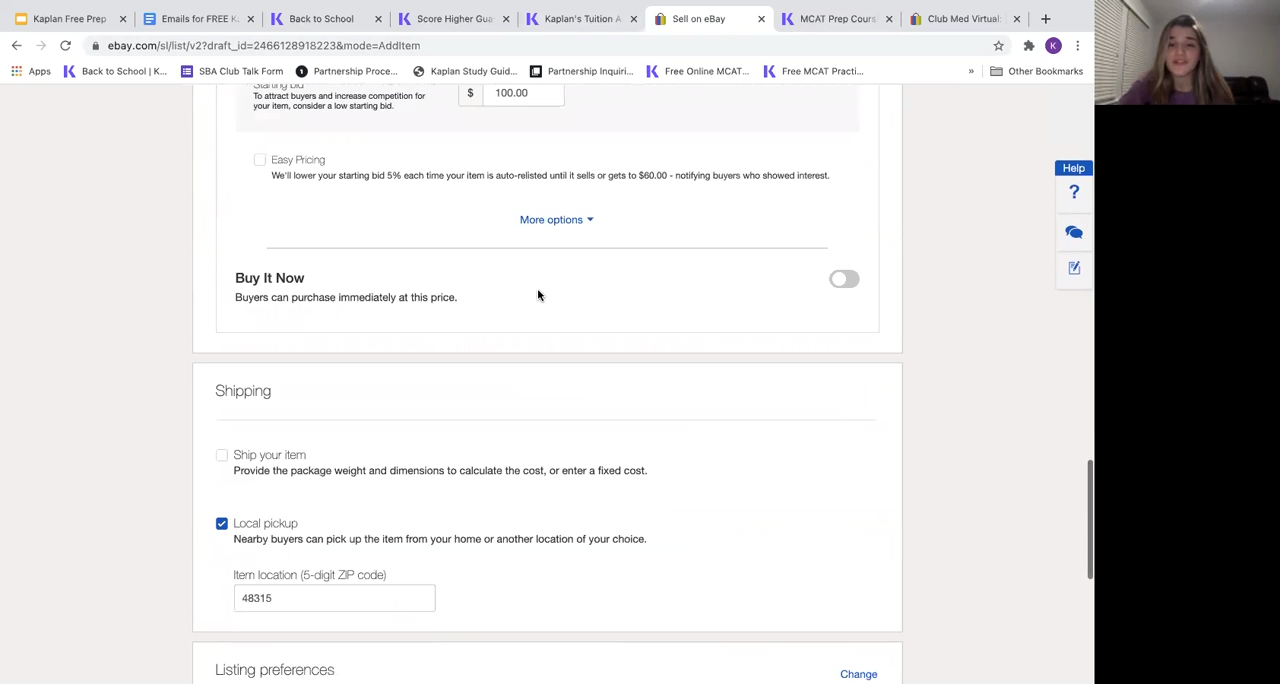 Kaplan Free Prep
Emails for FREE K
Back to School
Score Higher Gua
Kaplan's Tuition A
Sell on eBay
MCAT Prep Cours
Club Med Virtual:
ebay.com/sl/list/v2?draft_id=2466128918223&mode=AddItem
K
Apps
Back to School | K...
SBA Club Talk Form
Partnership Proce...
Kaplan Study Guid...
Partnership Inquiri...
Free Online MCAT...
Free MCAT Practi...
»
Other Bookmarks
Starting bid
To attract buyers and increase competition for
your item, consider a low starting bid.
$ 100.00
Easy Pricing
We'll lower your starting bid 5% each time your item is auto-relisted until it sells or gets to $60.00 - notifying buyers who showed interest.
More options
Buy It Now
Buyers can purchase immediately at this price.
Help
?
Shipping
Ship your item
Provide the package weight and dimensions to calculate the cost, or enter a fixed cost.
Local pickup
Nearby buyers can pick up the item from your home or another location of your choice.
Item location (5-digit ZIP code)
48315
Listing preferences
Change